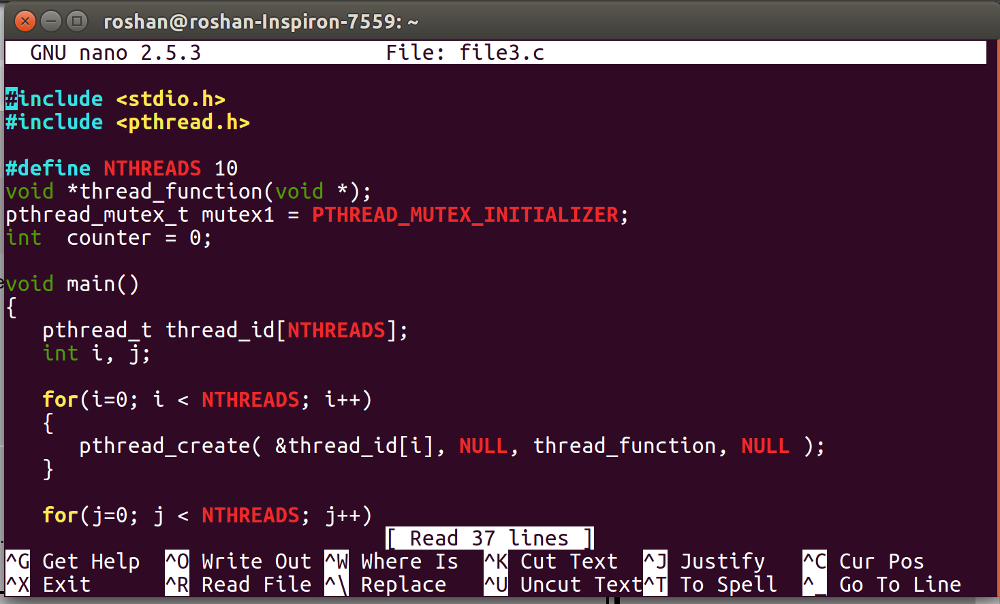 roshan@roshan-Inspiron-7559: ~
GNU nano 2.5.3 File: file3.c
#include <stdio.h>
#include <pthread.h>
#define NTHREADS 10
void *thread_function(void *);
pthread_mutex_t mutex1 = PTHREAD_MUTEX_INITIALIZER;
int  counter = 0;
void main()
{
   pthread_t thread_id[NTHREADS];
   int i, j;
   for(i=0; i < NTHREADS; i++)
   {
      pthread_create( &thread_id[i], NULL, thread_function, NULL );
   }
   for(j=0; j < NTHREADS; j++)
[ Read 37 lines ]
^G Get Help ^O Write Out ^W Where Is ^K Cut Text ^J Justify ^C Cur Pos
^X Exit ^R Read File ^\ Replace ^U Uncut Text ^T To Spell ^_ Go To Line